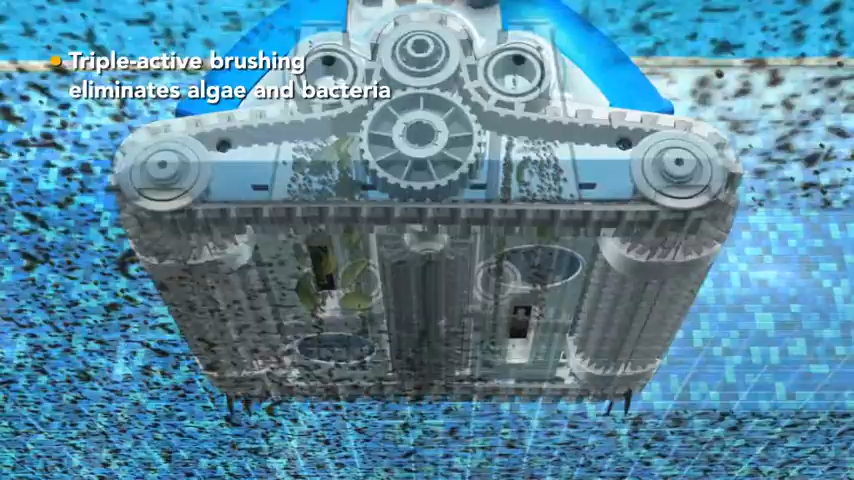 • Triple-active brushing
eliminates algae and bacteria